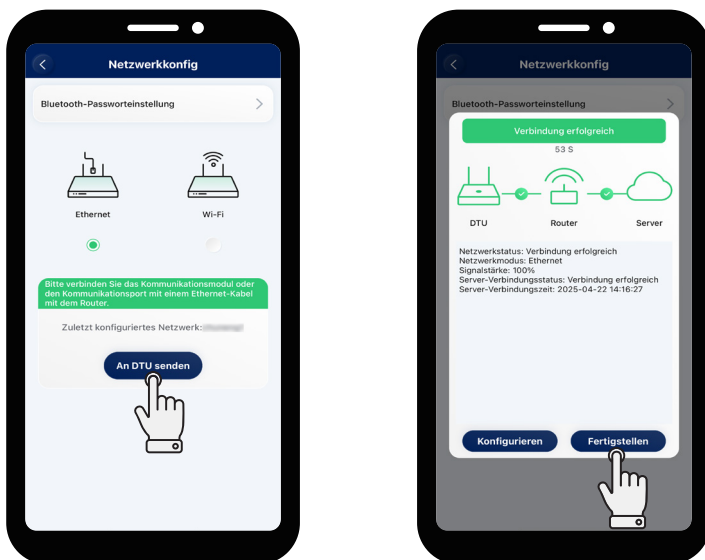 Netzwerkkonfig
Bluetooth-Passworteinstellung
Ethernet
Wi-Fi
Bitte verbinden Sie das Kommunikationsmodul oder
den Kommunikationsport mit einem Ethernet-Kabel
mit dem Router.
Zuletzt konfiguriertes Netzwerk:
An DTU senden
Netzwerkkonfig
Bluetooth-Passworteinstellung
Verbindung erfolgreich
53 S
DTU
Router
Server
Netzwerkstatus: Verbindung erfolgreich
Netzwerkmodus: Ethernet
Signalstärke: 100%
Server-Verbindungsstatus: Verbindung erfolgreich
Server-Verbindungszeit: 2025-04-22 14:16:27
Konfigurieren
Fertigstellen